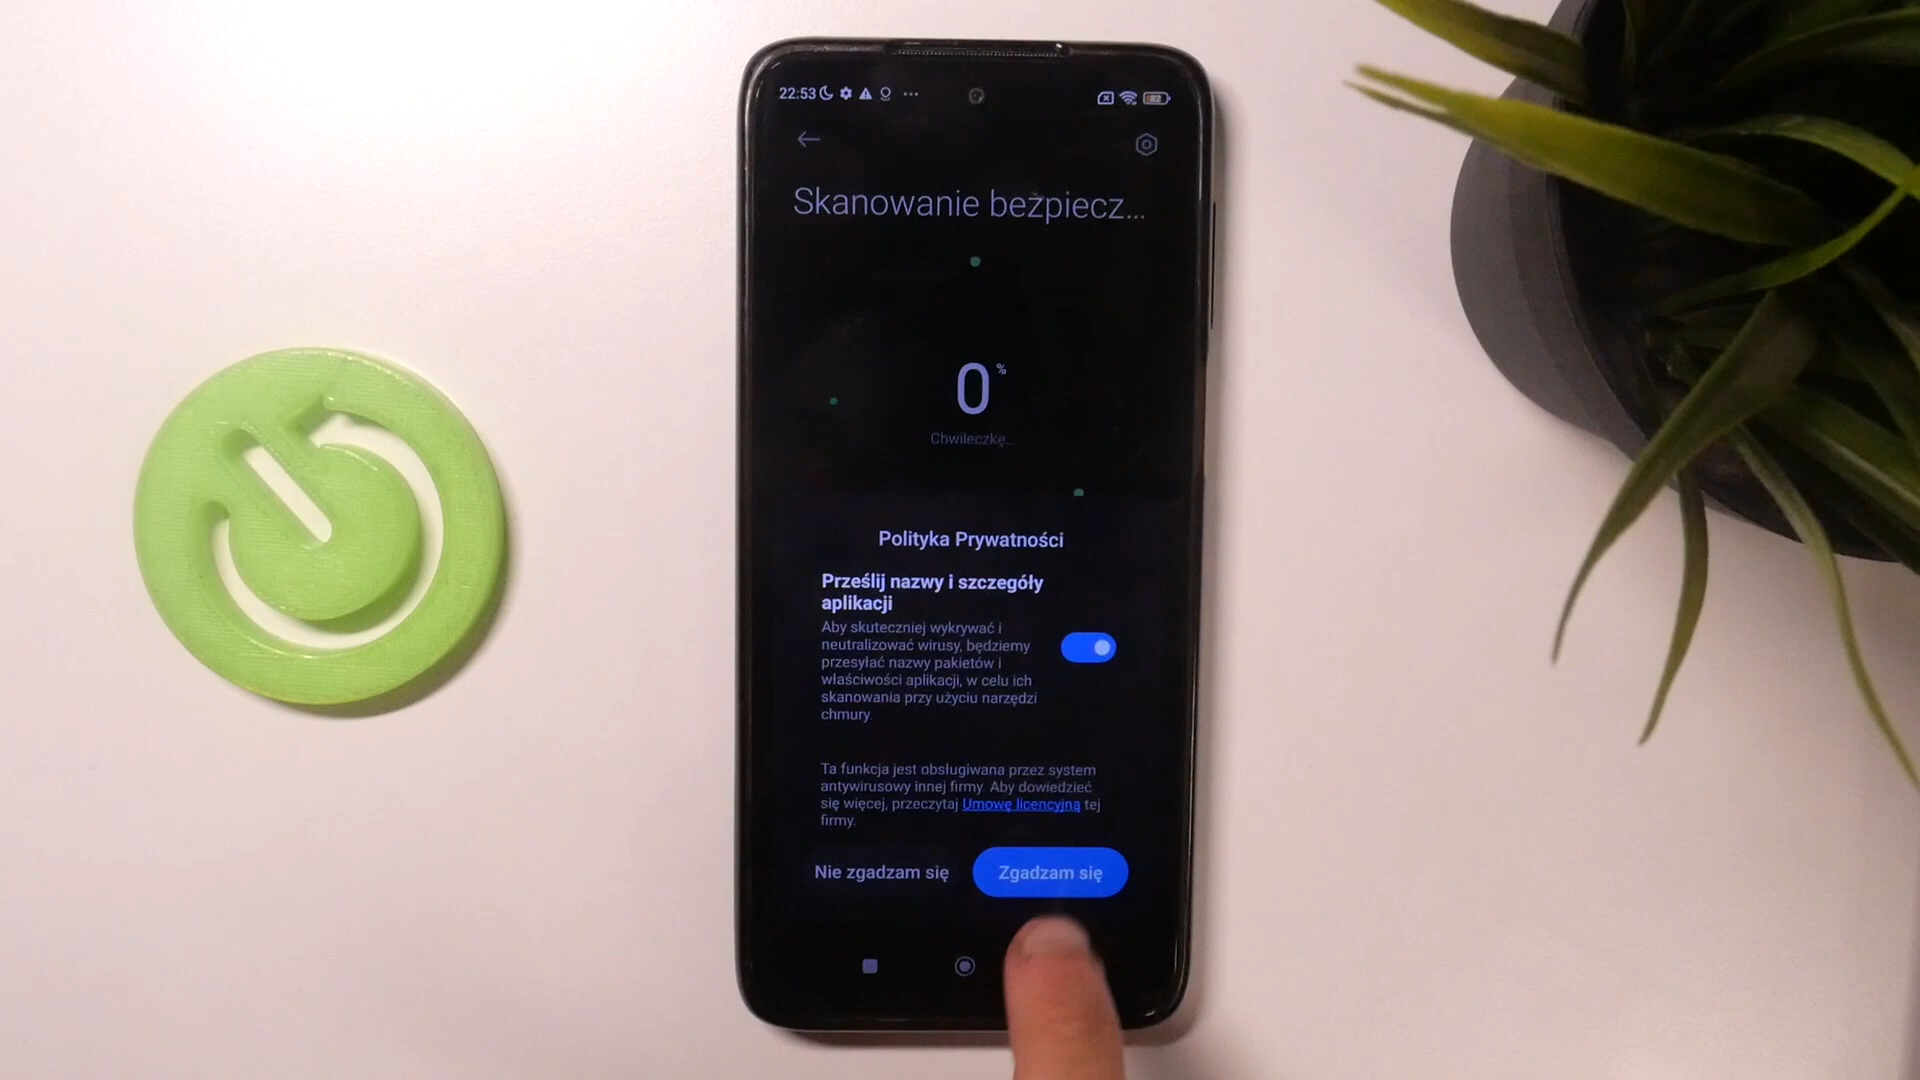 22:53
82
Skanowanie bezpiecz...
0%
Chwileczkę...
Polityka Prywatności
Prześlij nazwy i szczegóły
aplikacji
Aby skuteczniej wykrywać i
neutralizować wirusy, będziemy
przesyłać nazwy pakietów i
właściwości aplikacji, w celu ich
skanowania przy użyciu narzędzi
chmury.
Ta funkcja jest obsługiwana przez system
antywirusowy innej firmy. Aby dowiedzieć
się więcej, przeczytaj Umowę licencyjną tej
firmy.
Nie zgadzam się
Zgadzam się